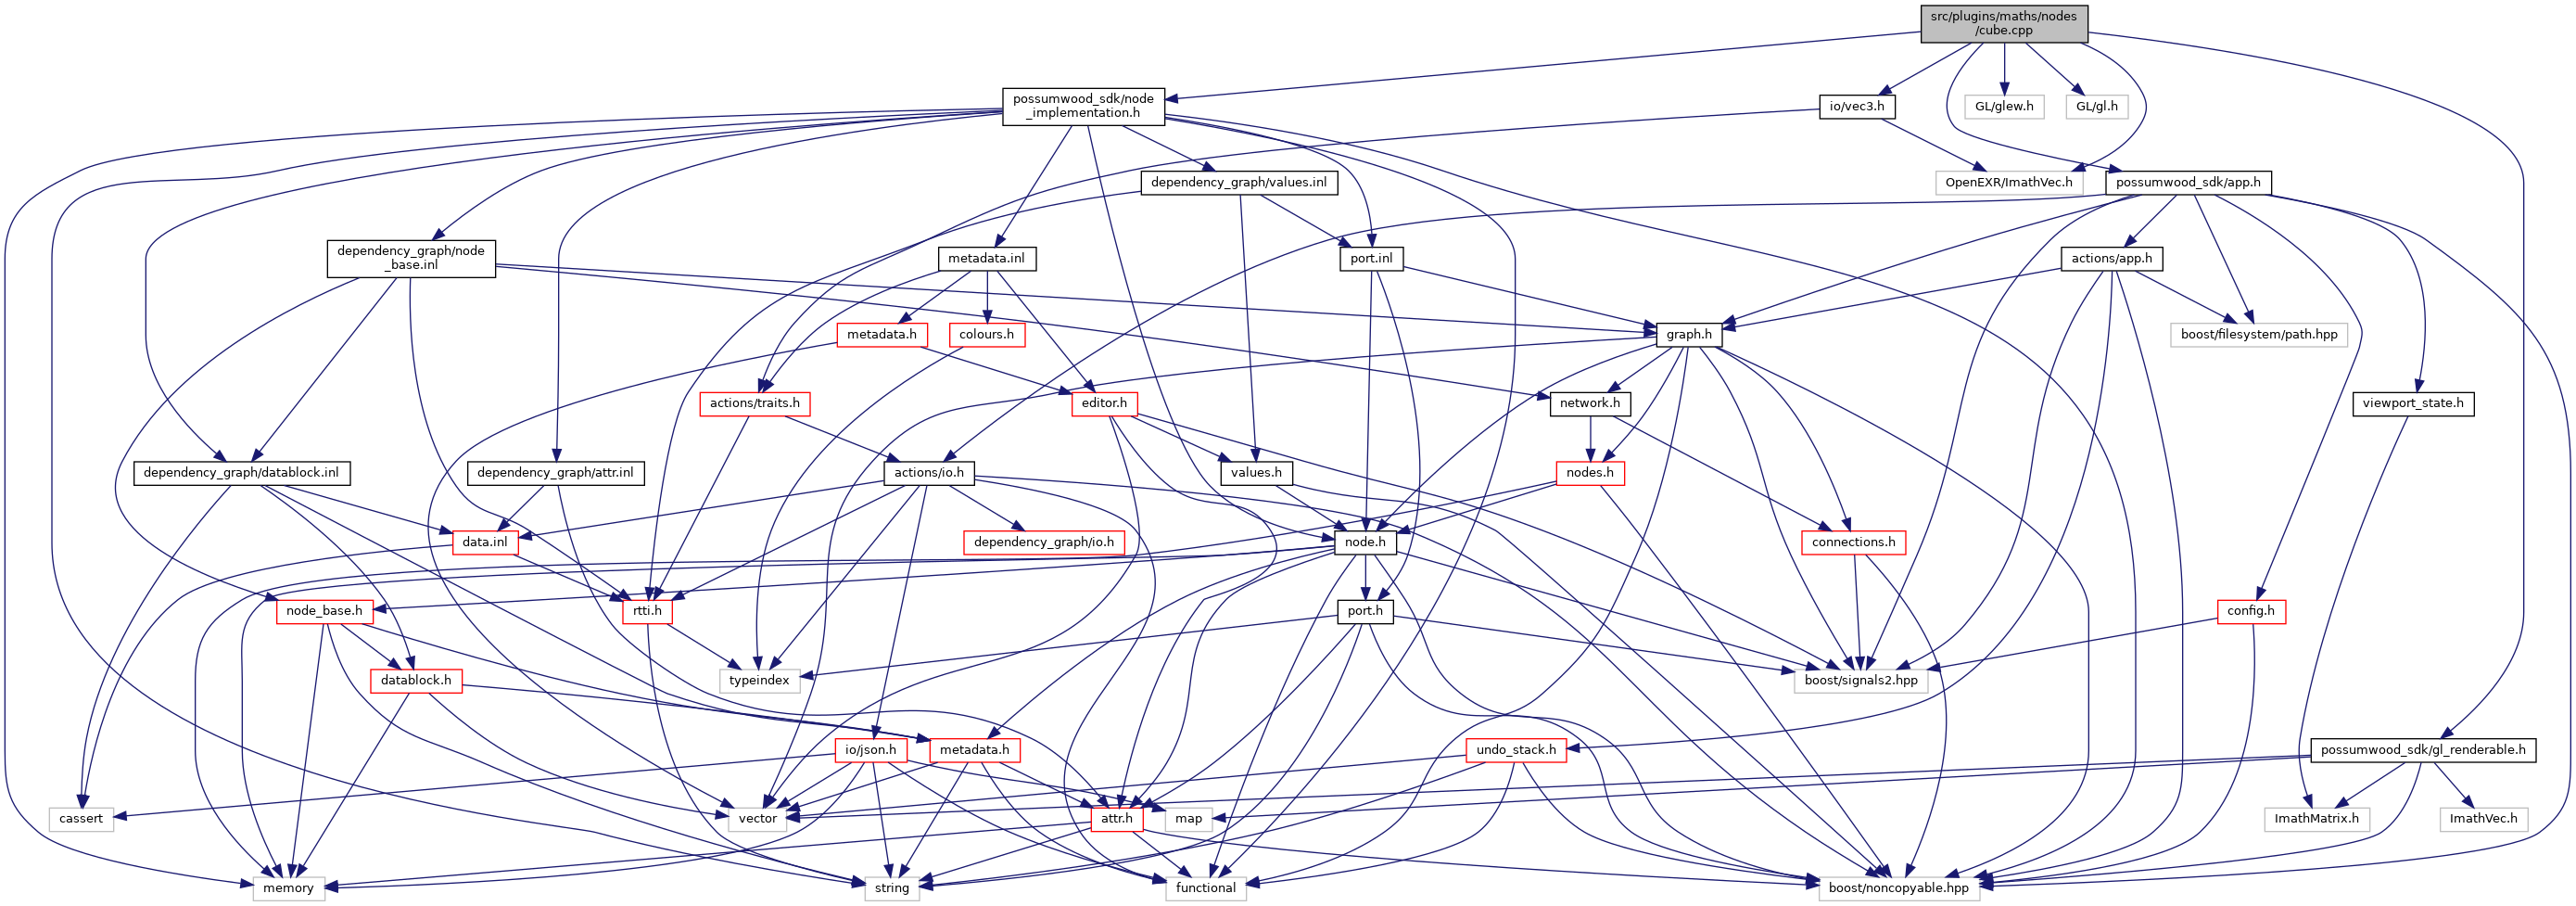 src/plugins/maths/nodes
/cube.cpp
possumwood_sdk/node
_implementation.h
io/vec3.h
GL/glew.h
GL/gl.h
dependency_graph/values.inl
OpenEXR/ImathVec.h
possumwood_sdk/app.h
dependency_graph/node
_base.inl
metadata.inl
port.inl
actions/app.h
metadata.h
colours.h
graph.h
boost/filesystem/path.hpp
actions/traits.h
editor.h
network.h
viewport_state.h
dependency_graph/datablock.inl
dependency_graph/attr.inl
actions/io.h
values.h
nodes.h
data.inl
dependency_graph/io.h
node.h
connections.h
node_base.h
rtti.h
port.h
config.h
datablock.h
typeindex
boost/signals2.hpp
io/json.h
metadata.h
undo_stack.h
possumwood_sdk/gl_renderable.h
cassert
vector
attr.h
map
ImathMatrix.h
ImathVec.h
memory
string
functional
boost/noncopyable.hpp